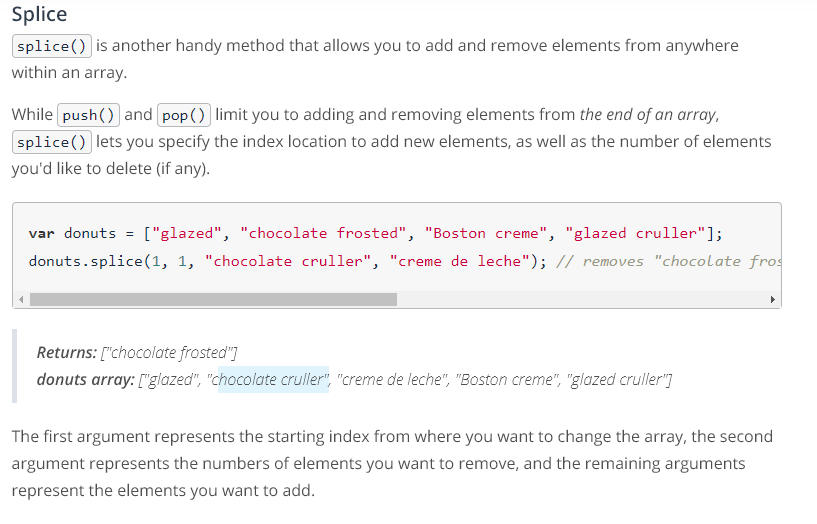 Splice
splice() is another handy method that allows you to add and remove elements from anywhere
within an array.
While push() and pop() limit you to adding and removing elements from the end of an array,
splice() lets you specify the index location to add new elements, as well as the number of elements
you'd like to delete (if any).
var donuts = ["glazed", "chocolate frosted", "Boston creme", "glazed cruller"];
donuts.splice(1, 1, "chocolate cruller", "creme de leche"); // removes "chocolate
Returns: ["chocolate frosted"]
donuts array: ["glazed", "chocolate cruller", "creme de leche", "Boston creme", "glazed cruller"]
The first argument represents the starting index from where you want to change the array, the second
argument represents the numbers of elements you want to remove, and the remaining arguments
represent the elements you want to add.